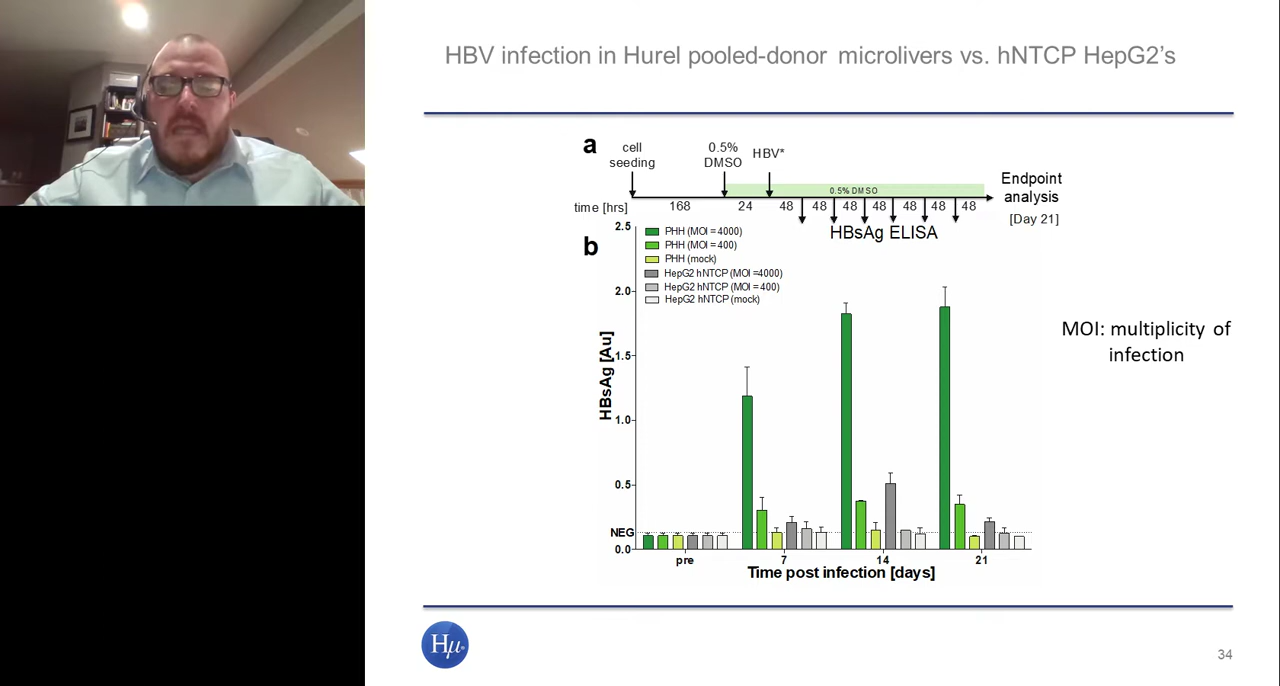 HBV infection in Hurel pooled-donor microlivers vs. hNTCP HepG2's
a
cell
seeding
0.5%
DMSO
HBV*
0.5% DMSO
Endpoint
analysis
[Day 21]
time [hrs]
168
24
48
48
48
48
48
48
48
HBsAg ELISA
b
PHH (MOI = 4000)
PHH (MOI = 400)
PHH (mock)
HepG2 hNTCP (MOI =4000)
HepG2 hNTCP (MOI = 400)
HepG2 hNTCP (mock)
HBsAg [Au]
2.5
2.0
1.5
1.0
0.5
NEG
0.0
pre
7
14
21
Time post infection [days]
MOI: multiplicity of
infection
Hμ
34